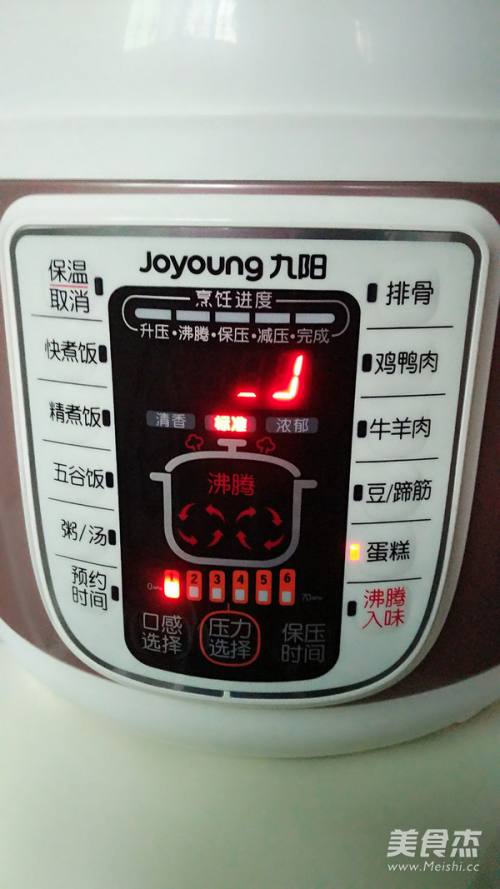 Joyoung 九阳
保温
取消
快煮饭
精煮饭
五谷饭
粥/汤
预约
时间
烹饪进度
升压·沸腾·保压·减压·完成
清香 标准 浓郁
沸腾
2 3 4 5 6
口感
选择
压力
选择
保压
时间
排骨
鸡鸭肉
牛羊肉
豆/蹄筋
蛋糕
沸腾
入味
美食杰
www.Meishi.cc